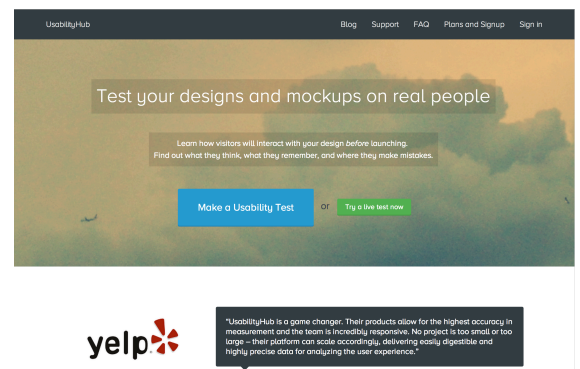 UsabilityHub
Blog Support FAQ Plans and Signup Sign in
Test your designs and mockups on real people
Learn how visitors will interact with your design before launching.
Find out what they think, what they remember, and where they make mistakes.
Make a Usability Test or Try a live test now
yelp
"UsabilityHub is a game changer. Their products allow for the highest accuracy in
measurement and the team is incredibly responsive. No project is too small or too
large – their platform can scale accordingly, delivering easily digestible and
highly precise data for analyzing the user experience."